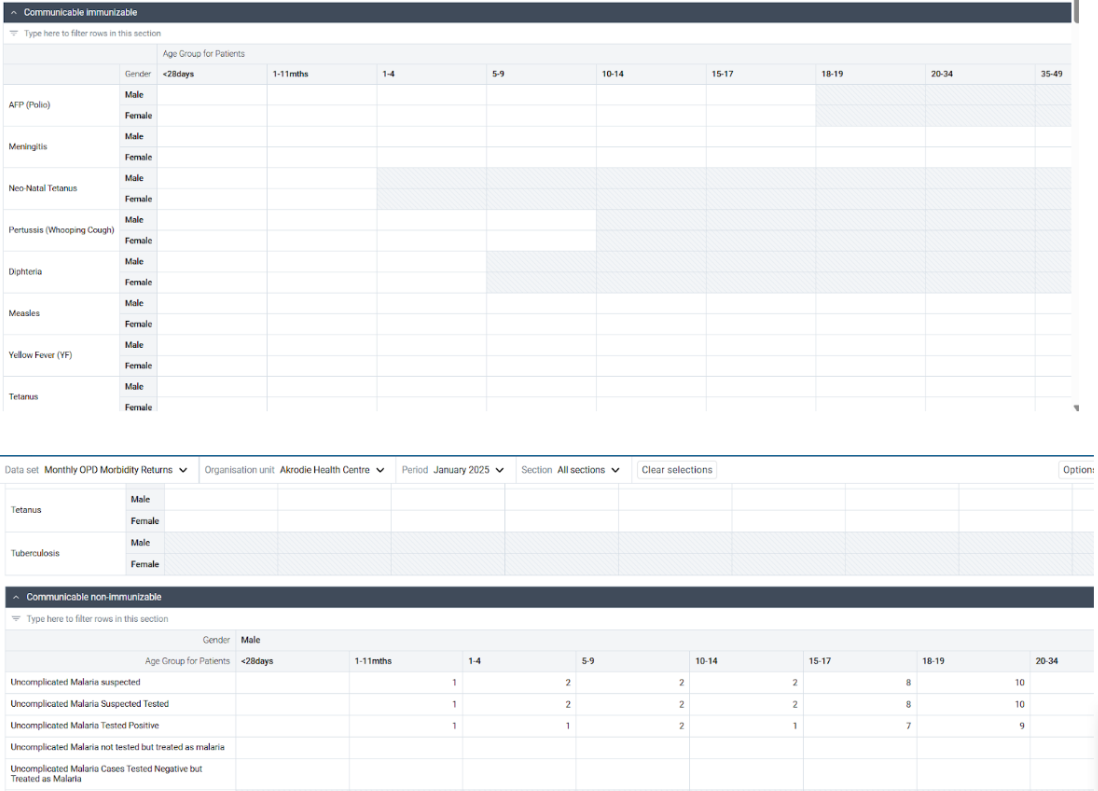 Communicable immunizable
Type here to filter rows in this section
Age Group for Patients
Gender <28days 1-11mths 1-4 5-9 10-14 15-17 18-19 20-34 35-49
AFP (Polio) Male
Female
Meningitis Male
Female
Neo-Natal Tetanus Male
Female
Pertussis (Whooping Cough) Male
Female
Diphteria Male
Female
Measles Male
Female
Yellow Fever (YF) Male
Female
Tetanus Male
Female
Data set Monthly OPD Morbidity Returns Organisation unit Akrodie Health Centre Period January 2025 Section All sections Clear selections Options
Tetanus Male
Female
Tuberculosis Male
Female
Communicable non-immunizable
Type here to filter rows in this section
Gender Male
Age Group for Patients <28days 1-11mths 1-4 5-9 10-14 15-17 18-19 20-34
Uncomplicated Malaria suspected 1 2 2 2 8 10
Uncomplicated Malaria Suspected Tested 1 2 2 2 8 10
Uncomplicated Malaria Tested Positive 1 1 2 1 7 9
Uncomplicated Malaria not tested but treated as malaria
Uncomplicated Malaria Cases Tested Negative but
Treated as Malaria